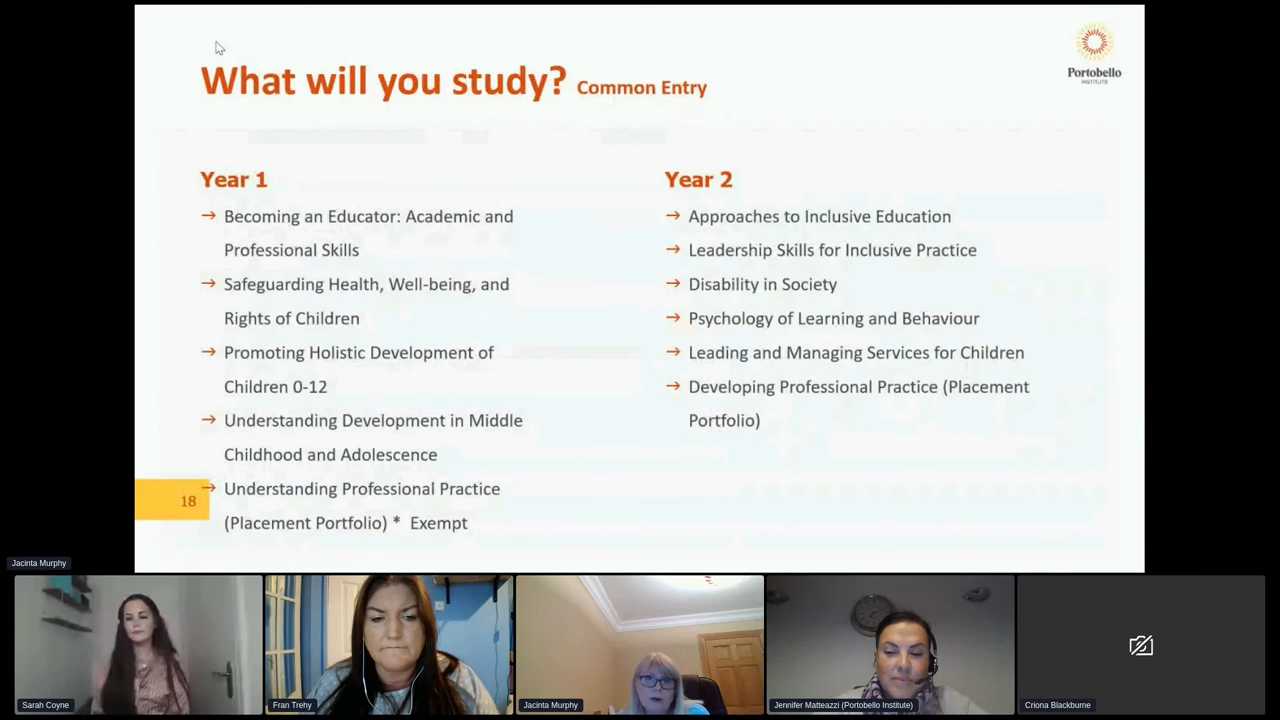 What will you study? Common Entry
Portobello
INSTITUTE
Year 1
→ Becoming an Educator: Academic and
Professional Skills
→ Safeguarding Health, Well-being, and
Rights of Children
→ Promoting Holistic Development of
Children 0-12
→ Understanding Development in Middle
Childhood and Adolescence
→ Understanding Professional Practice
(Placement Portfolio) * Exempt
Year 2
→ Approaches to Inclusive Education
→ Leadership Skills for Inclusive Practice
→ Disability in Society
→ Psychology of Learning and Behaviour
→ Leading and Managing Services for Children
→ Developing Professional Practice (Placement
Portfolio)
18
Jacinta Murphy
Sarah Coyne
Fran Trehy
Jacinta Murphy
Jennifer Matteazzi (Portobello Institute)
Criona Blackburne